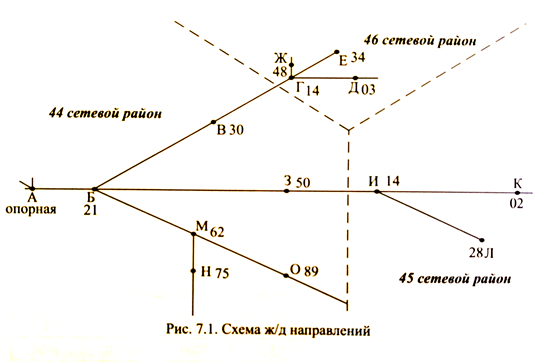 46 сетевой район
Ж
48
Е 34
Г 14
Д 03
44 сетевой район
В 30
А
опорная
Б
21
З 50
И 14
К
02
М 62
Н 75
О 89
28 Л
45 сетевой район
Рис. 7.1. Схема ж/д направлений